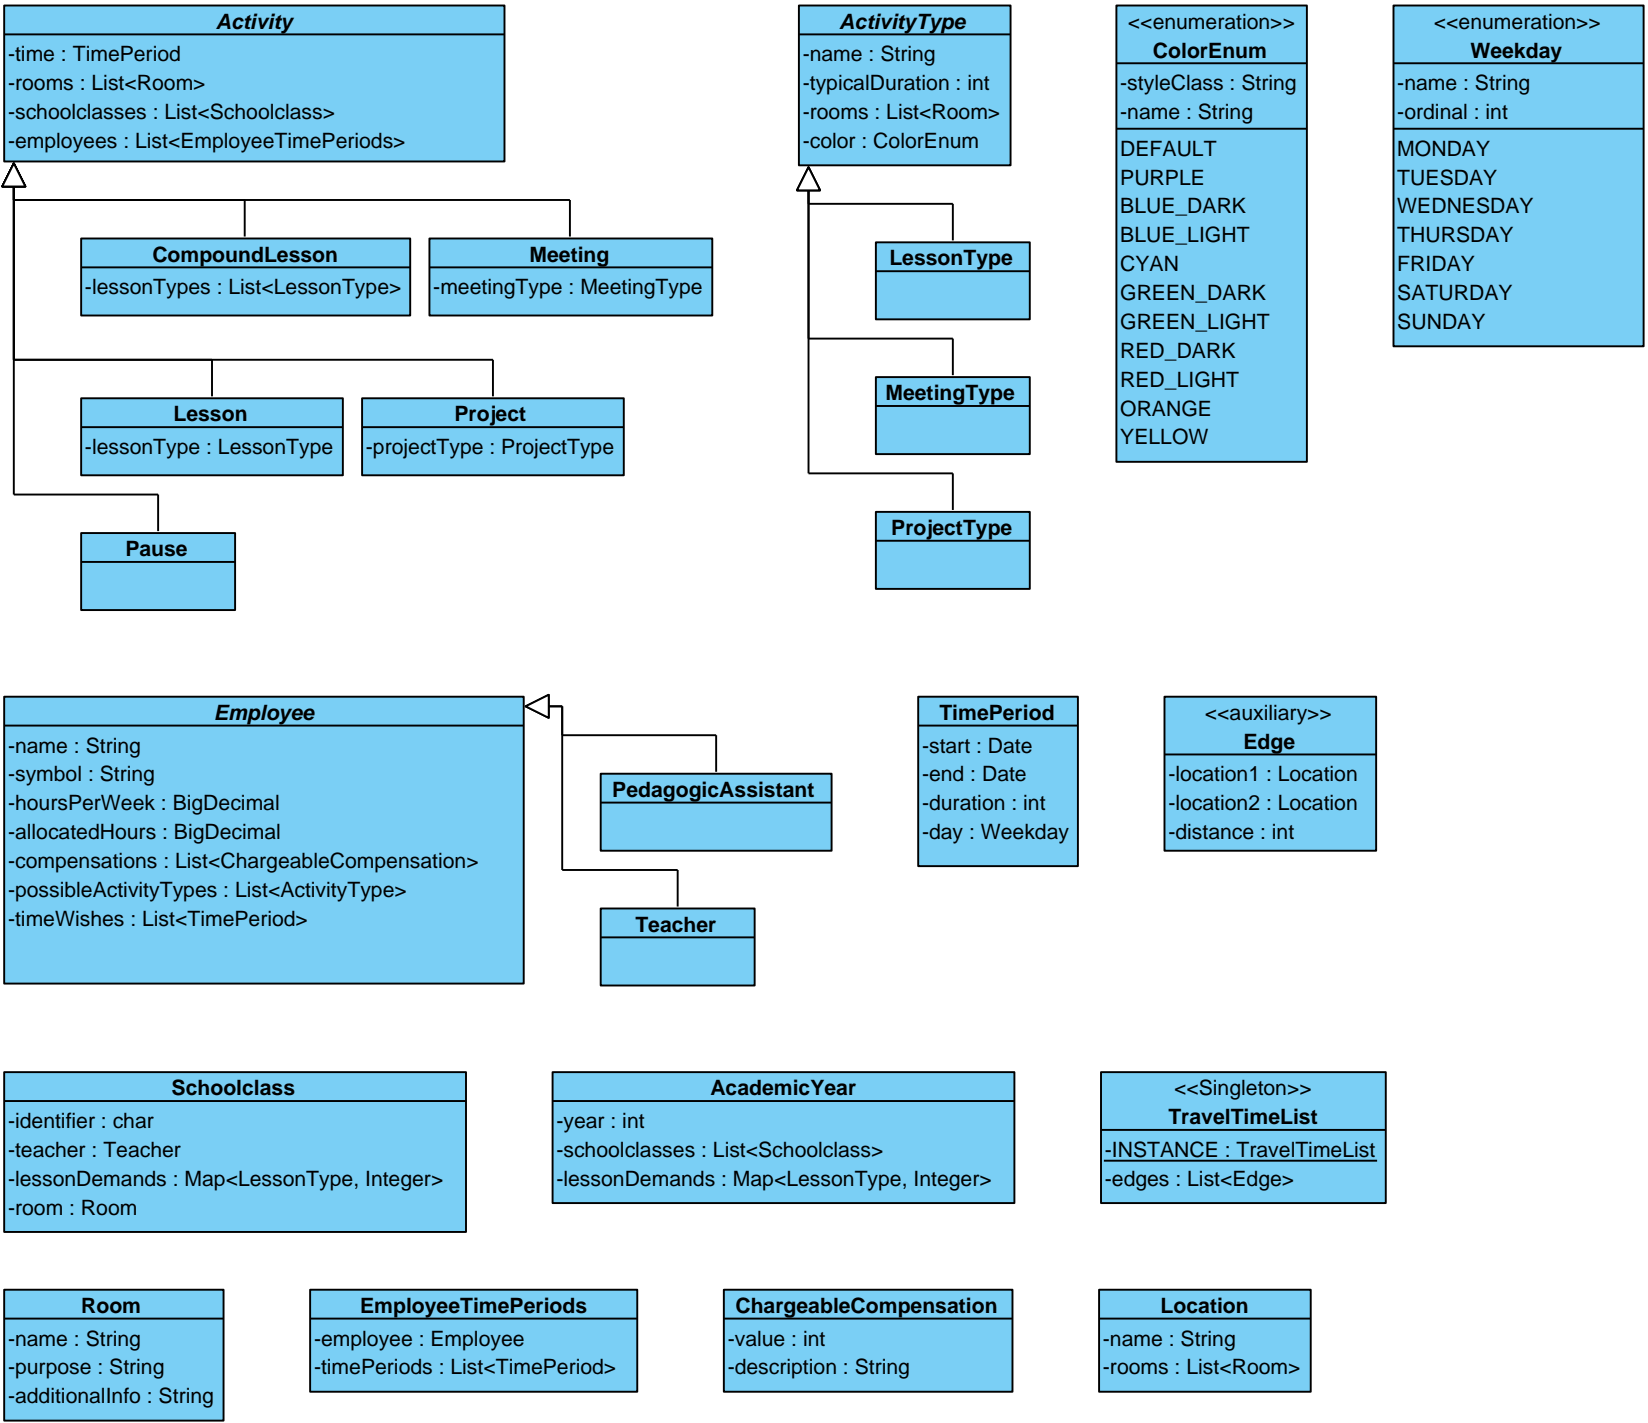 Activity
-time : TimePeriod
-rooms : List<Room>
-schoolclasses : List<Schoolclass>
-employees : List<EmployeeTimePeriods>
CompoundLesson
-lessonTypes : List<LessonType>
Meeting
-meetingType : MeetingType
Lesson
-lessonType : LessonType
Project
-projectType : ProjectType
Pause
ActivityType
-name : String
-typicalDuration : int
-rooms : List<Room>
-color : ColorEnum
LessonType
MeetingType
ProjectType
<<enumeration>>
ColorEnum
-styleClass : String
-name : String
DEFAULT
PURPLE
BLUE_DARK
BLUE_LIGHT
CYAN
GREEN_DARK
GREEN_LIGHT
RED_DARK
RED_LIGHT
ORANGE
YELLOW
<<enumeration>>
Weekday
-name : String
-ordinal : int
MONDAY
TUESDAY
WEDNESDAY
THURSDAY
FRIDAY
SATURDAY
SUNDAY
Employee
-name : String
-symbol : String
-hoursPerWeek : BigDecimal
-allocatedHours : BigDecimal
-compensations : List<ChargeableCompensation>
-possibleActivityTypes : List<ActivityType>
-timeWishes : List<TimePeriod>
PedagogicAssistant
Teacher
TimePeriod
-start : Date
-end : Date
-duration : int
-day : Weekday
<<auxiliary>>
Edge
-location1 : Location
-location2 : Location
-distance : int
Schoolclass
-identifier : char
-teacher : Teacher
-lessonDemands : Map<LessonType, Integer>
-room : Room
AcademicYear
-year : int
-schoolclasses : List<Schoolclass>
-lessonDemands : Map<LessonType, Integer>
<<Singleton>>
TravelTimeList
-INSTANCE : TravelTimeList
-edges : List<Edge>
Room
-name : String
-purpose : String
-additionalInfo : String
EmployeeTimePeriods
-employee : Employee
-timePeriods : List<TimePeriod>
ChargeableCompensation
-value : int
-description : String
Location
-name : String
-rooms : List<Room>